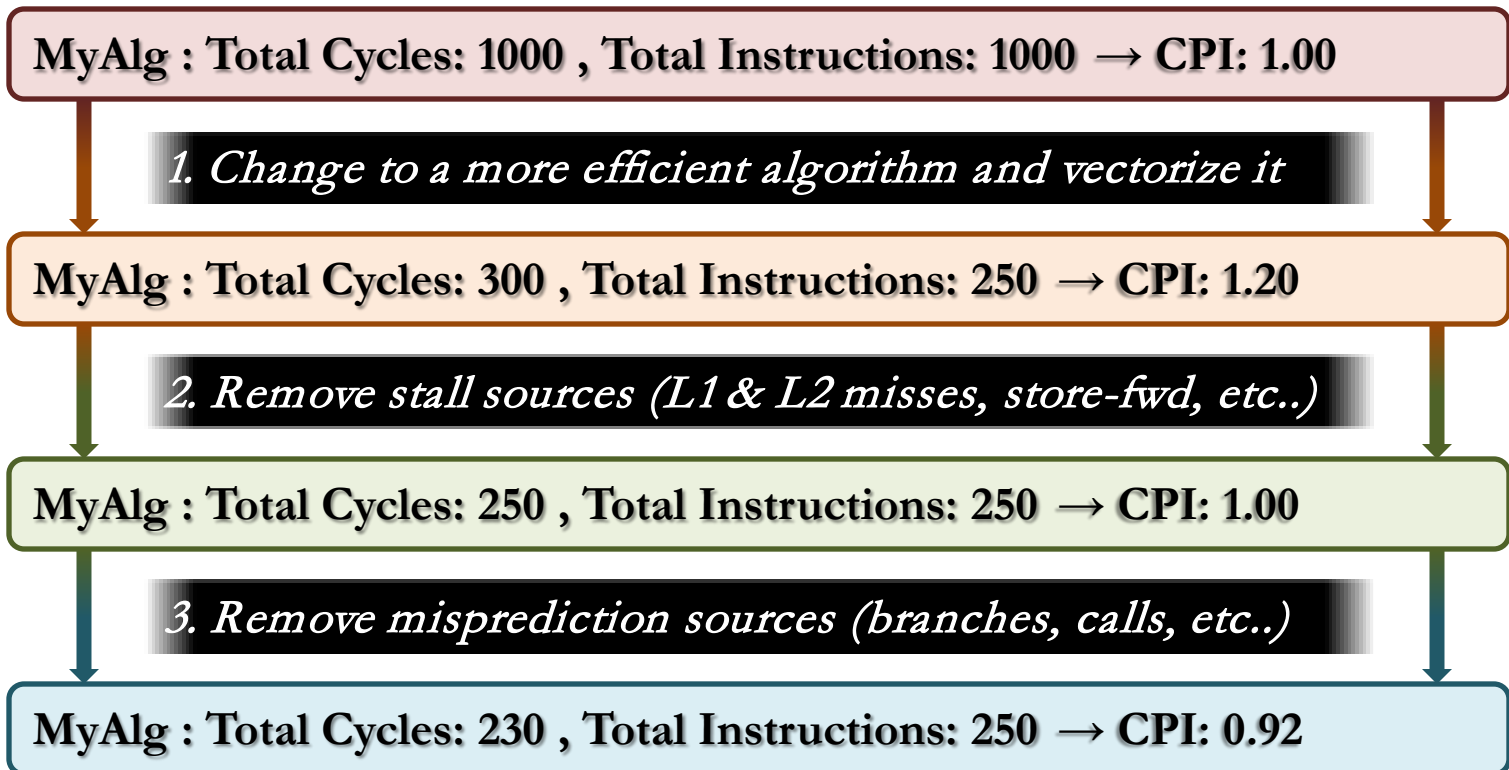 MyAlg : Total Cycles: 1000 , Total Instructions: 1000 → CPI: 1.00
1. Change to a more efficient algorithm and vectorize it
MyAlg : Total Cycles: 300 , Total Instructions: 250 → CPI: 1.20
2. Remove stall sources (L1 & L2 misses, store-fwd, etc..)
MyAlg : Total Cycles: 250 , Total Instructions: 250 → CPI: 1.00
3. Remove misprediction sources (branches, calls, etc..)
MyAlg : Total Cycles: 230 , Total Instructions: 250 → CPI: 0.92